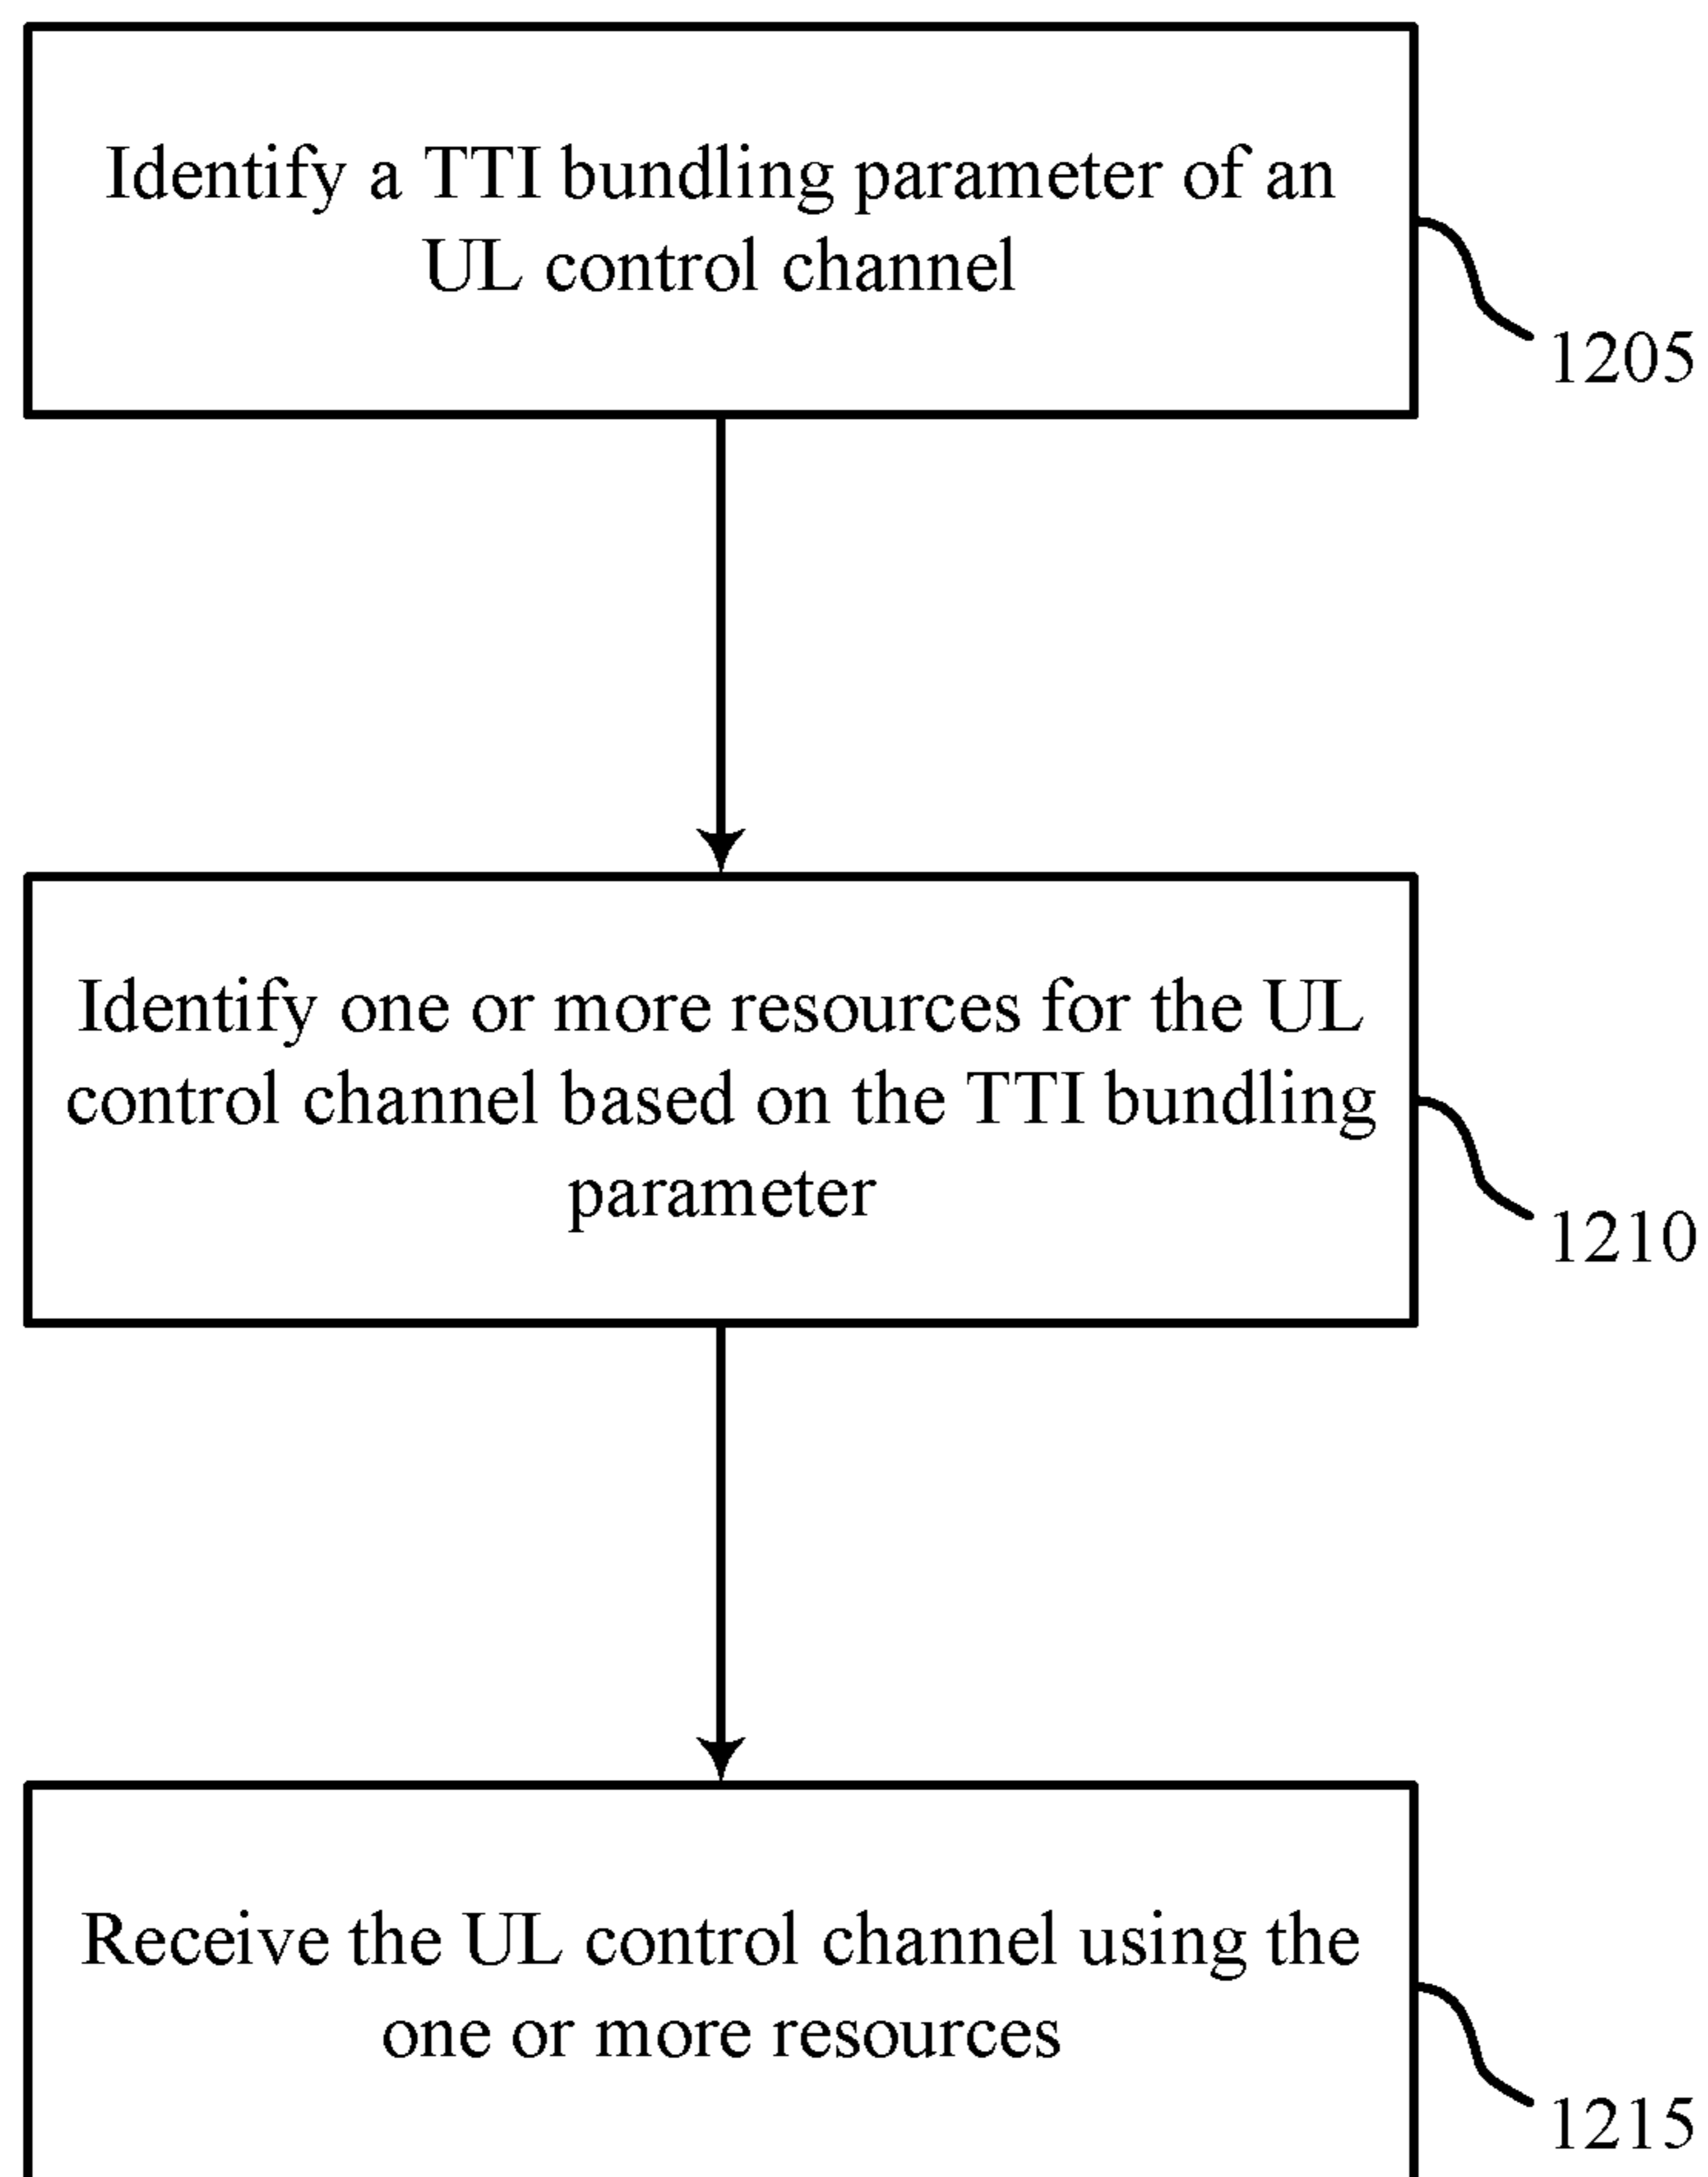 Identify a TTI bundling parameter of an
UL control channel
1205
Identify one or more resources for the UL
control channel based on the TTI bundling
parameter
1210
Receive the UL control channel using the
one or more resources
1215